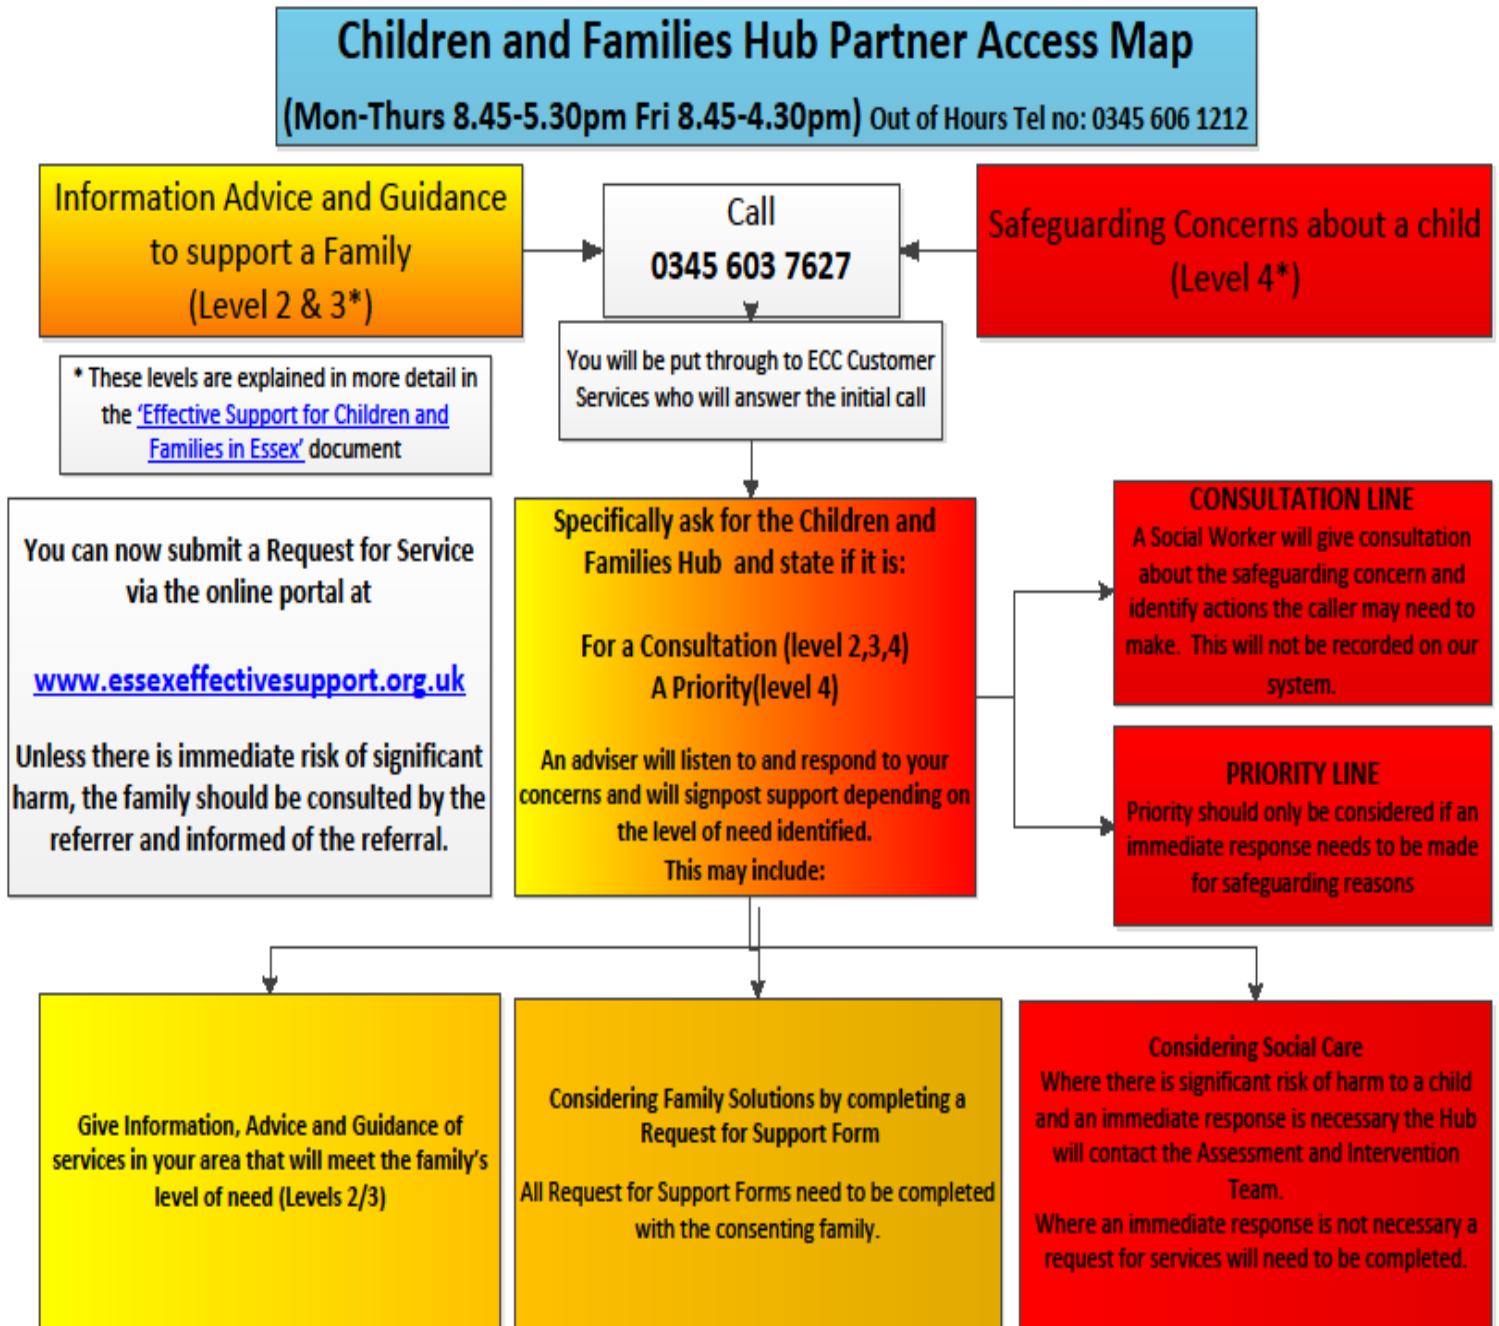 Children and Families Hub Partner Access Map
(Mon-Thurs 8.45-5.30pm Fri 8.45-4.30pm) Out of Hours Tel no: 0345 606 1212
Information Advice and Guidance
to support a Family
(Level 2 & 3*)
Call
0345 603 7627
Safeguarding Concerns about a child
(Level 4*)
* These levels are explained in more detail in
the 'Effective Support for Children and
Families in Essex' document
You will be put through to ECC Customer
Services who will answer the initial call
You can now submit a Request for Service
via the online portal at
www.essexeffectivesupport.org.uk
Unless there is immediate risk of significant
harm, the family should be consulted by the
referrer and informed of the referral.
Specifically ask for the Children and
Families Hub and state if it is:
For a Consultation (level 2,3,4)
A Priority(level 4)
An adviser will listen to and respond to your
concerns and will signpost support depending on
the level of need identified.
This may include:
CONSULTATION LINE
A Social Worker will give consultation
about the safeguarding concern and
identify actions the caller may need to
make. This will not be recorded on our
system.
PRIORITY LINE
Priority should only be considered if an
immediate response needs to be made
for safeguarding reasons
Give Information, Advice and Guidance of
services in your area that will meet the family's
level of need (Levels 2/3)
Considering Family Solutions by completing a
Request for Support Form
All Request for Support Forms need to be completed
with the consenting family.
Considering Social Care
Where there is significant risk of harm to a child
and an immediate response is necessary the Hub
will contact the Assessment and Intervention
Team.
Where an immediate response is not necessary a
request for services will need to be completed.